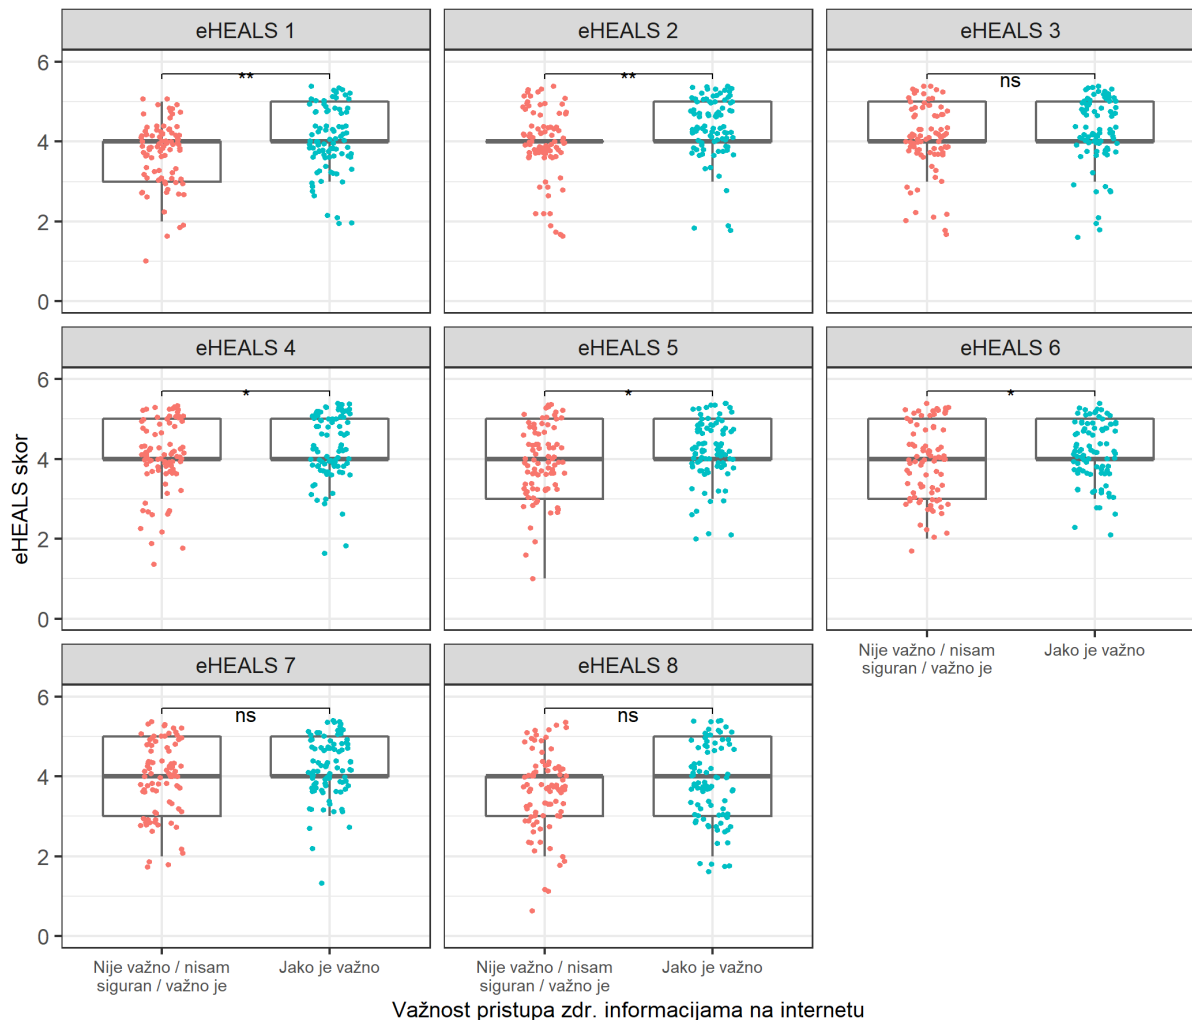 eHEALS 1
eHEALS 2
eHEALS 3
6
4
2
0
**
**
ns
eHEALS 4
eHEALS 5
eHEALS 6
6
4
2
0
*
*
*
Nije važno / nisam
siguran / važno je
Jako je važno
eHEALS 7
eHEALS 8
6
4
2
0
ns
ns
Nije važno / nisam
siguran / važno je
Jako je važno
Nije važno / nisam
siguran / važno je
Jako je važno
eHEALS skor
Važnost pristupa zdr. informacijama na internetu